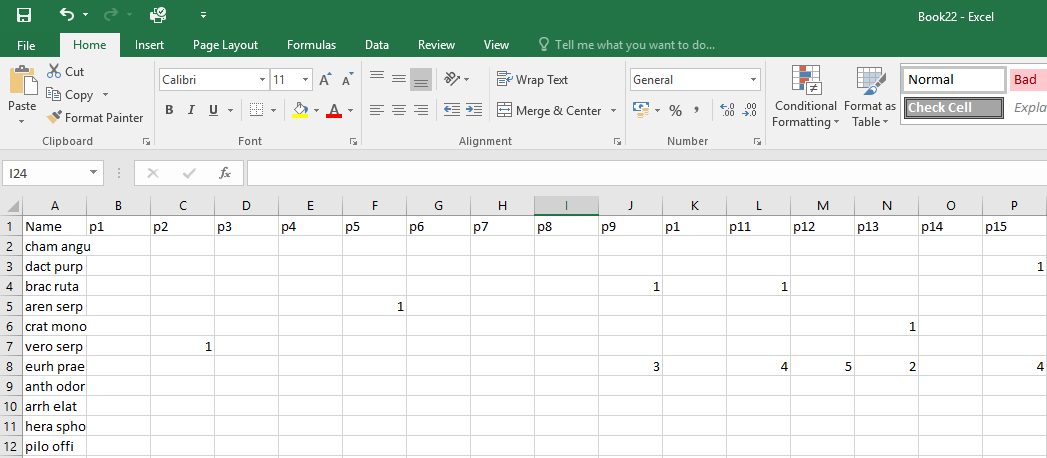 Book22 - Excel
File Home Insert Page Layout Formulas Data Review View Tell me what you want to do...
Paste Cut Calibri 11 A A Wrap Text General Conditional Formatting Format as Table Normal Bad
Copy B I U A Merge & Center % , .0 .00 .00 .0 Check Cell Expla
Format Painter
Clipboard Font Alignment Number
I24 fx
A B C D E F G H I J K L M N O P
1 Name p1 p2 p3 p4 p5 p6 p7 p8 p9 p1 p11 p12 p13 p14 p15
2 cham angu
3 dact purp 1
4 brac ruta 1 1
5 aren serp 1
6 crat mono 1
7 vero serp 1
8 eurh prae 3 4 5 2 4
9 anth odor
10 arrh elat
11 hera spho
12 pilo offi